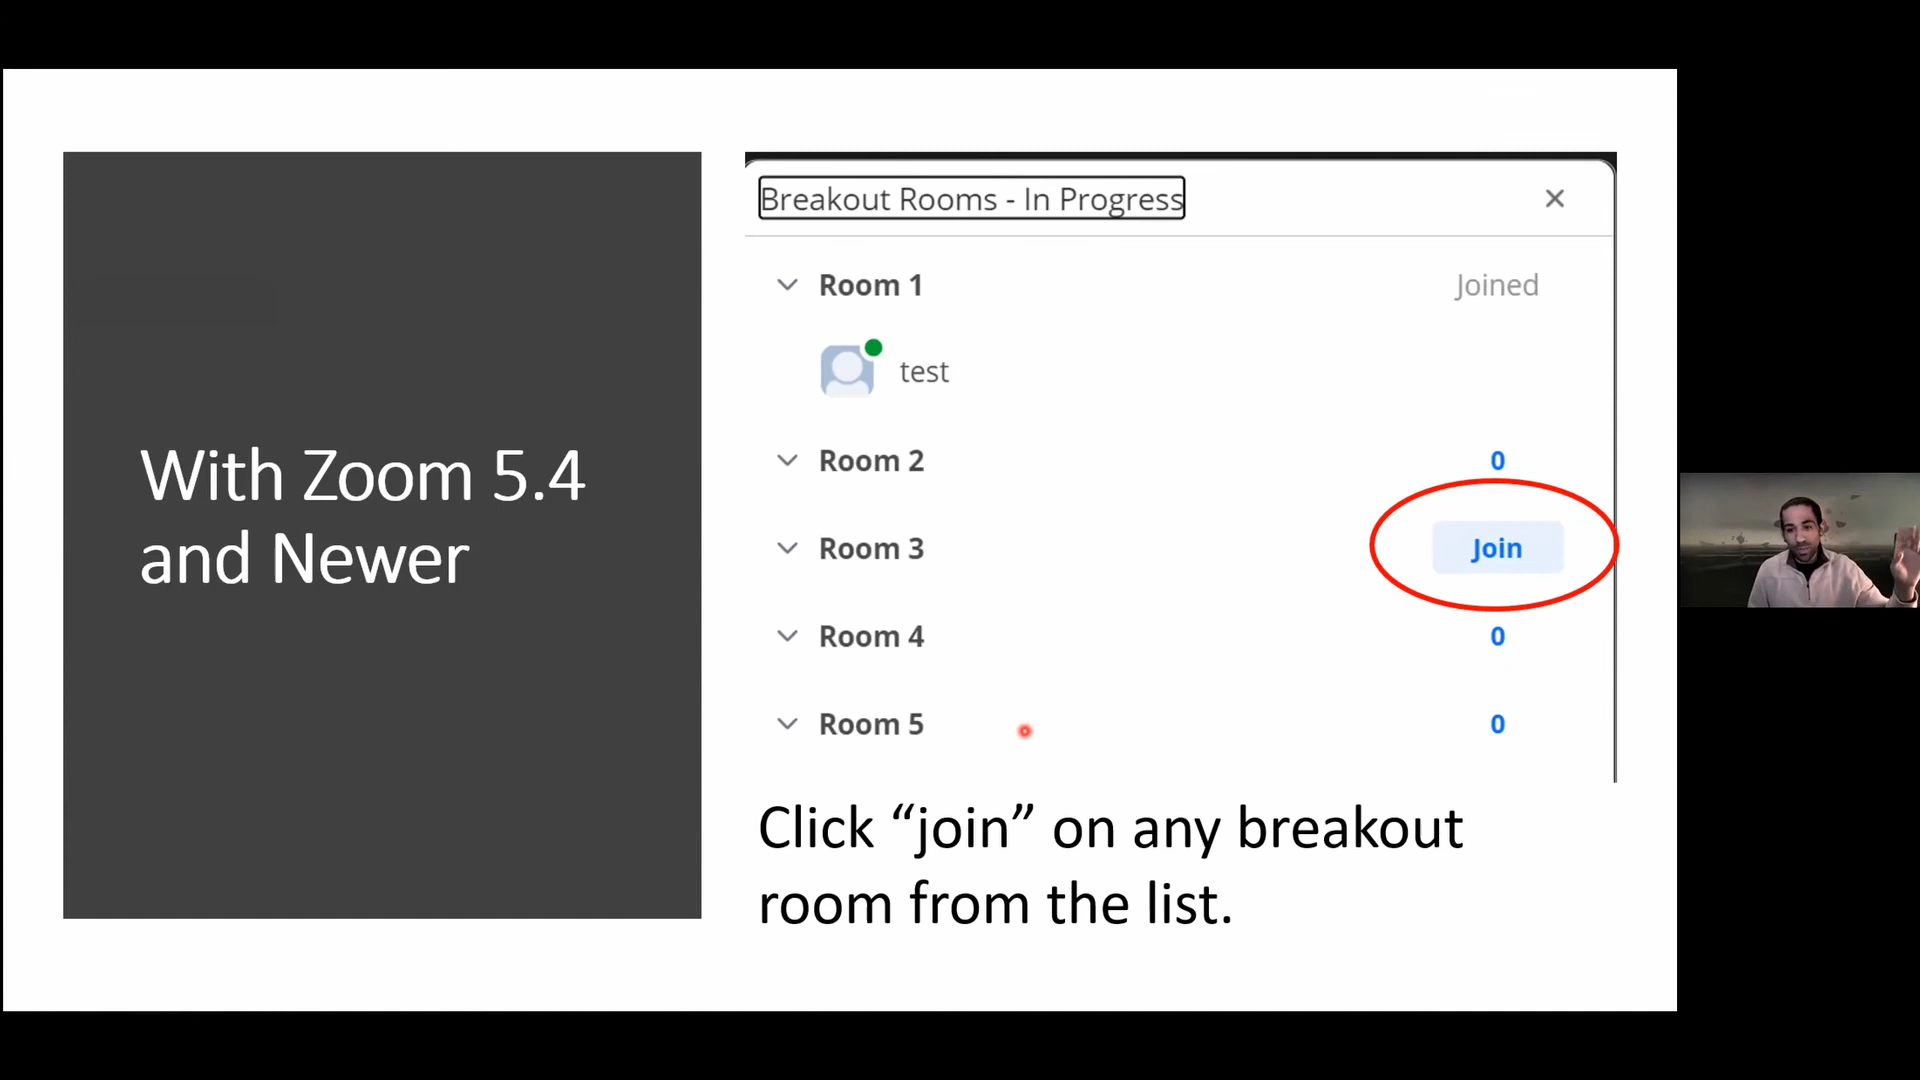 With Zoom 5.4
and Newer
Breakout Rooms - In Progress
Room 1 Joined
test
Room 2 0
Room 3 Join
Room 4 0
Room 5 0
Click “join” on any breakout
room from the list.